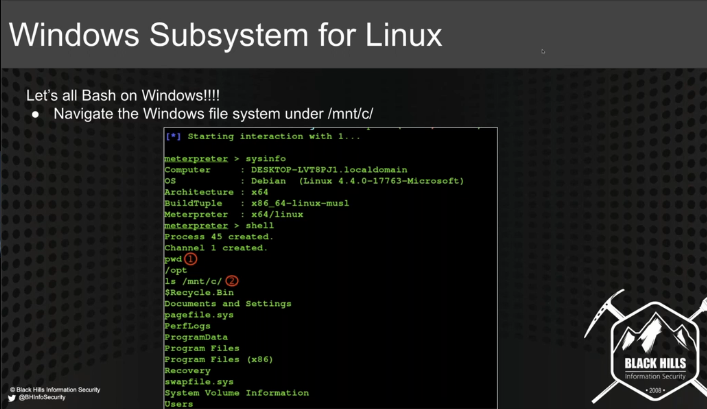 Windows Subsystem for Linux
Let's all Bash on Windows!!!!
● Navigate the Windows file system under /mnt/c/
[*] Starting interaction with 1...
meterpreter > sysinfo
Computer : DESKTOP-LVT8PJ1.localdomain
OS : Debian (Linux 4.4.0-17763-Microsoft)
Architecture : x64
BuildTuple : x86_64-linux-musl
Meterpreter : x64/linux
meterpreter > shell
Process 45 created.
Channel 1 created.
pwd 1
/opt
ls /mnt/c/ 2
$Recycle.Bin
Documents and Settings
pagefile.sys
PerfLogs
ProgramData
Program Files
Program Files (x86)
Recovery
swapfile.sys
System Volume Information
Users
© Black Hills Information Security
@BHInfoSecurity
BLACK HILLS
Information Security
• 2008 •